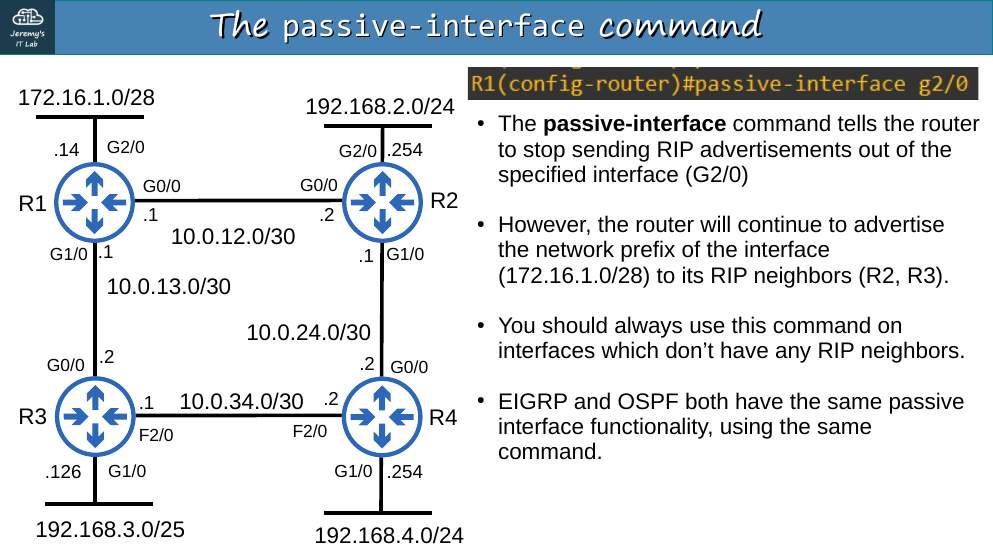 Jeremy's
IT Lab
The passive-interface command
R1(config-router)#passive-interface g2/0
172.16.1.0/28
192.168.2.0/24
.14
G2/0
G2/0
.254
R1
G0/0
G0/0
R2
.1
.2
10.0.12.0/30
G1/0
.1
.1
G1/0
10.0.13.0/30
10.0.24.0/30
G0/0
.2
.2
G0/0
R3
.1
10.0.34.0/30
.2
R4
F2/0
F2/0
.126
G1/0
G1/0
.254
192.168.3.0/25
192.168.4.0/24
• The passive-interface command tells the router
to stop sending RIP advertisements out of the
specified interface (G2/0)
• However, the router will continue to advertise
the network prefix of the interface
(172.16.1.0/28) to its RIP neighbors (R2, R3).
• You should always use this command on
interfaces which don’t have any RIP neighbors.
• EIGRP and OSPF both have the same passive
interface functionality, using the same
command.